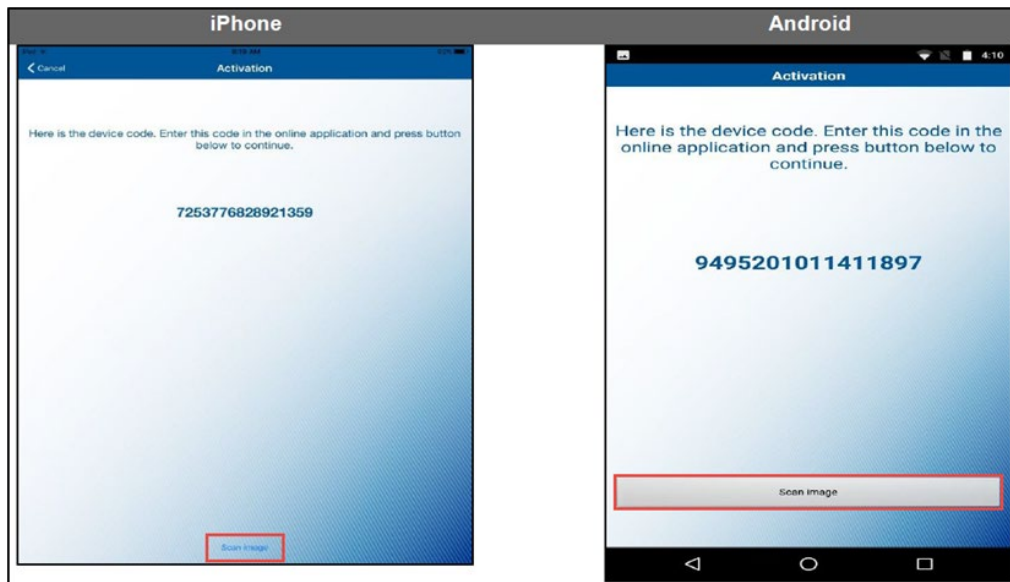 iPhone
Android
Cancel
Activation
Here is the device code. Enter this code in the online application and press button
below to continue.
7253776828921359
Scan image
4:10
Activation
Here is the device code. Enter this code in the
online application and press button below to
continue.
9495201011411897
Scan image